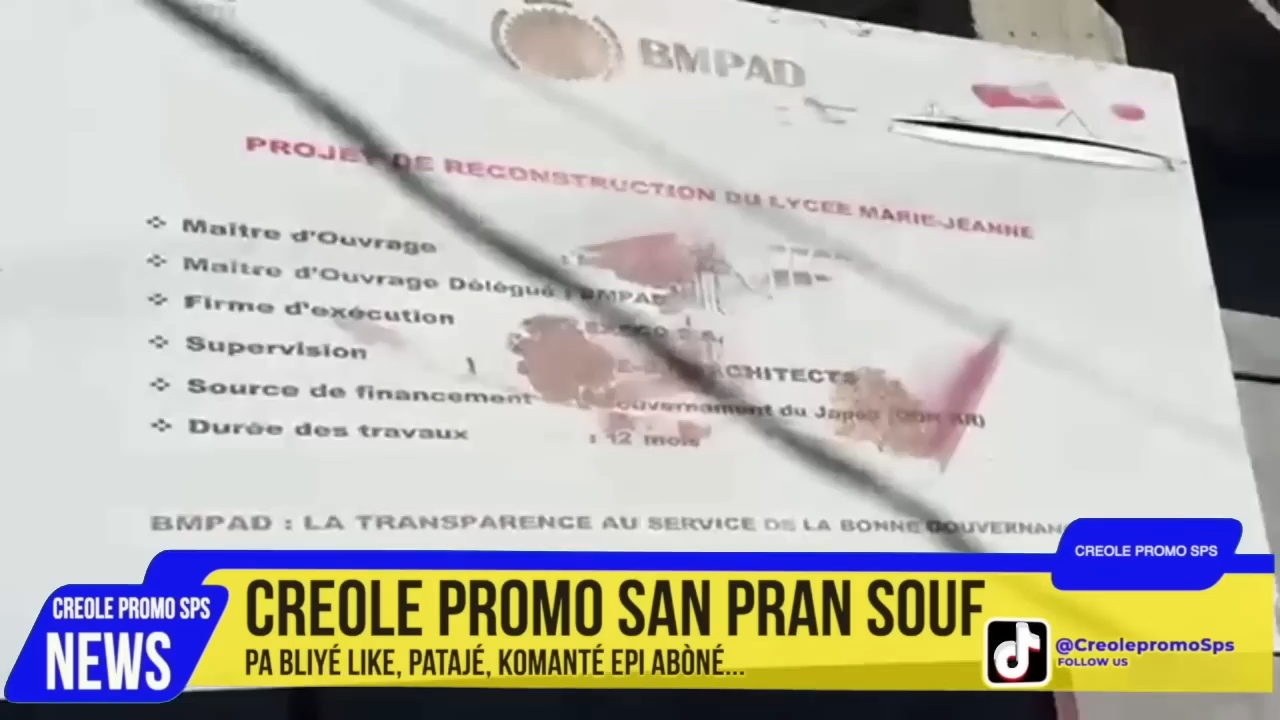 BMPAD
PROJET DE RECONSTRUCTION DU LYCEE MARIE-JEANNE
Maître d'Ouvrage
Maître d'Ouvrage Délégué : BMPAD
Firme d'exécution
Supervision
ARCHITECTS
Source de financement
Gouvernement du Japon
Durée des travaux : 12 mois
BMPAD : LA TRANSPARENCE AU SERVICE DE LA BONNE
CREOLE PROMO SPS
CREOLE PROMO SPS
NEWS
CREOLE PROMO SAN PRAN SOUF
PA BLIYÉ LIKE, PATAJÉ, KOMANTÉ EPI ABÒNÉ...
@CreolepromoSps
FOLLOW US